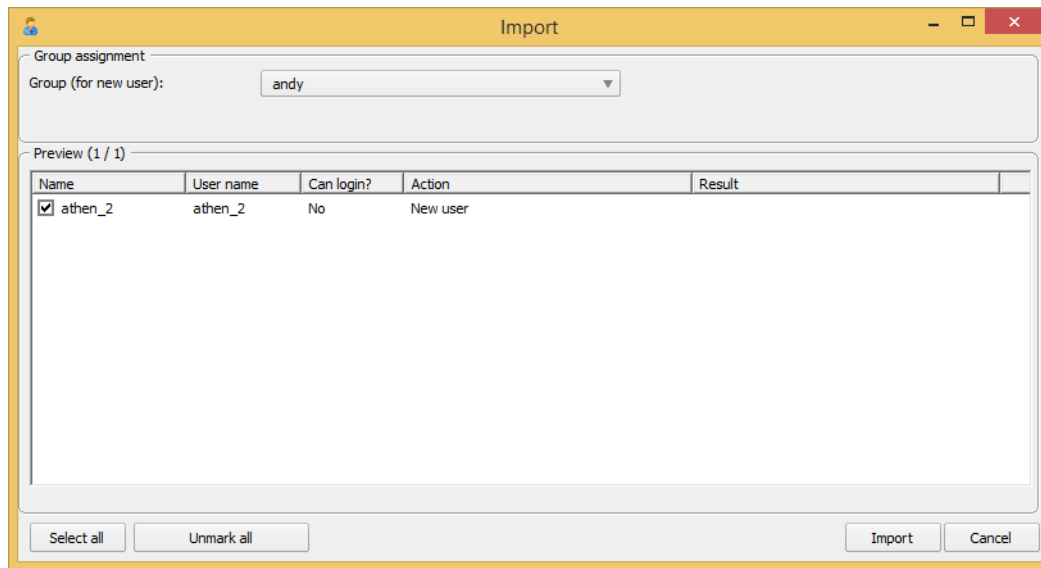 Import
Group assignment
Group (for new user): andy
Preview (1 / 1)
Name User name Can login? Action Result
athen_2 athen_2 No New user
Select all Unmark all Import Cancel